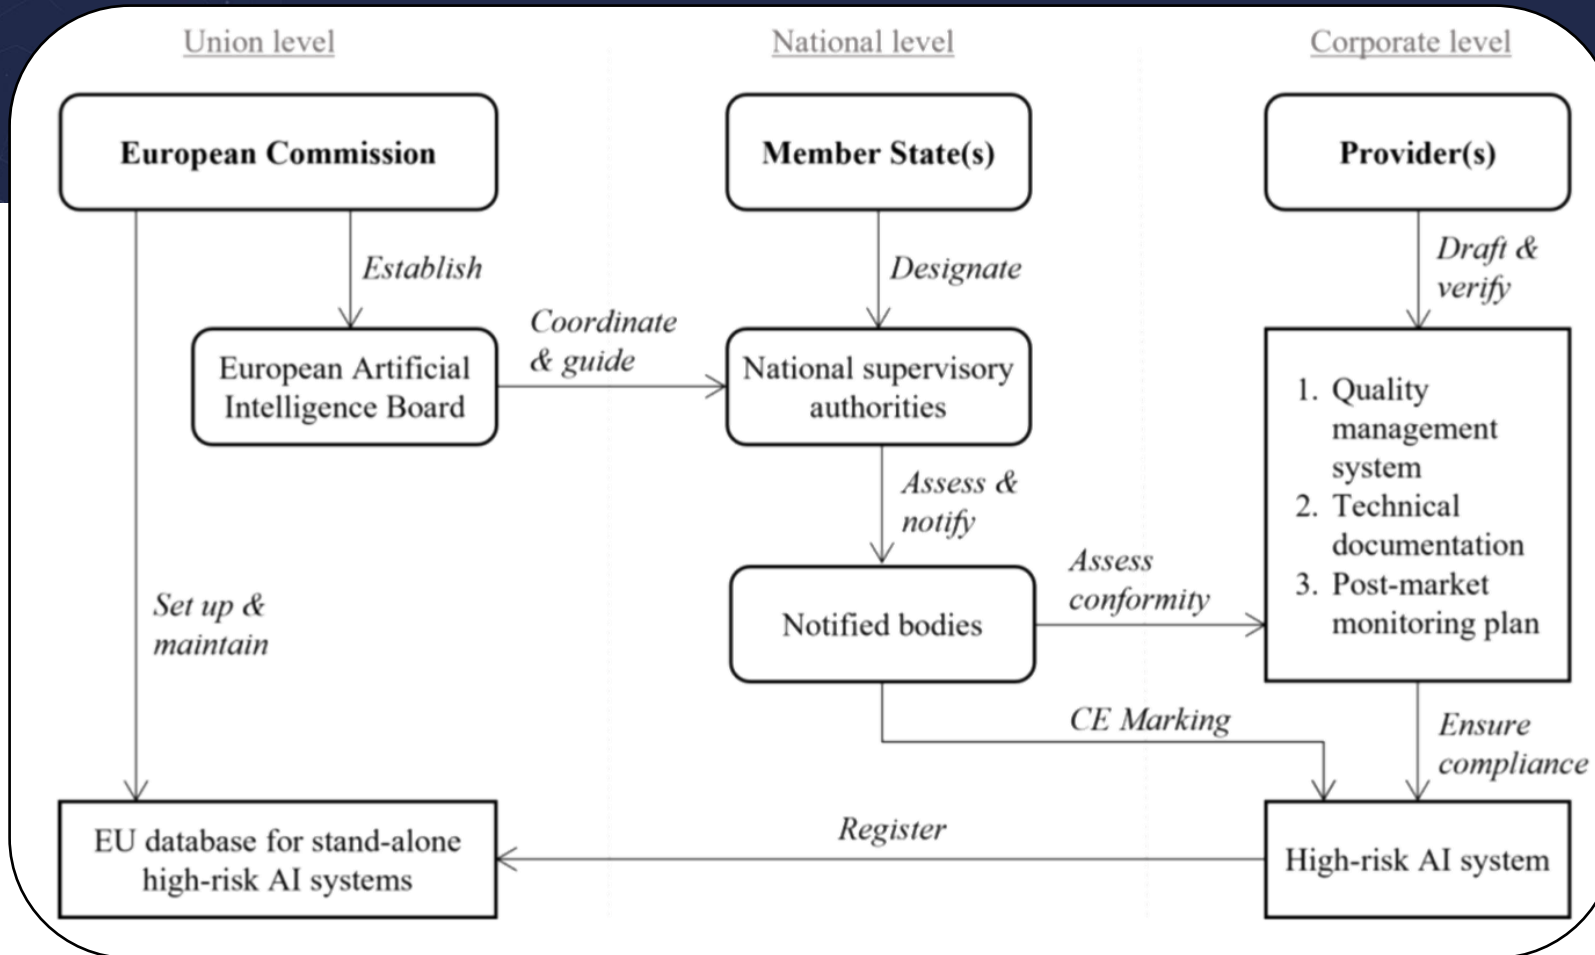 Union level
National level
Corporate level
European Commission
Member State(s)
Provider(s)
Establish
Designate
Draft &
verify
Coordinate
& guide
European Artificial
Intelligence Board
National supervisory
authorities
1. Quality
management
system
2. Technical
documentation
3. Post-market
monitoring plan
Assess &
notify
Assess
conformity
Notified bodies
Set up &
maintain
CE Marking
Ensure
compliance
Register
EU database for stand-alone
high-risk AI systems
High-risk AI system